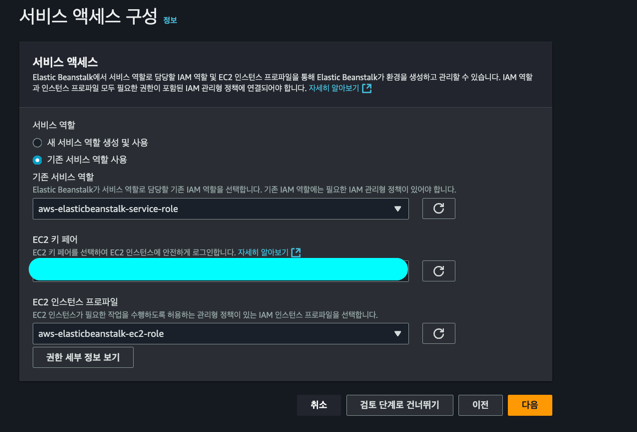 서비스 액세스 구성 정보
서비스 액세스
Elastic Beanstalk에서 서비스 역할로 담당할 IAM 역할 및 EC2 인스턴스 프로파일을 통해 Elastic Beanstalk가 환경을 생성하고 관리할 수 있습니다. IAM 역할
과 인스턴스 프로파일 모두 필요한 권한이 포함된 IAM 관리형 정책에 연결되어야 합니다. 자세히 알아보기
서비스 역할
새 서비스 역할 생성 및 사용
기존 서비스 역할 사용
기존 서비스 역할
Elastic Beanstalk가 서비스 역할로 담당할 기존 IAM 역할을 선택합니다. 기존 IAM 역할에는 필요한 IAM 관리형 정책이 있어야 합니다.
aws-elasticbeanstalk-service-role
EC2 키 페어
EC2 키 페어를 선택하여 EC2 인스턴스에 안전하게 로그인합니다. 자세히 알아보기
EC2 인스턴스 프로파일
EC2 인스턴스가 필요한 작업을 수행하도록 허용하는 관리형 정책이 있는 IAM 인스턴스 프로파일을 선택합니다.
aws-elasticbeanstalk-ec2-role
권한 세부 정보 보기
취소 검토 단계로 건너뛰기 이전 다음